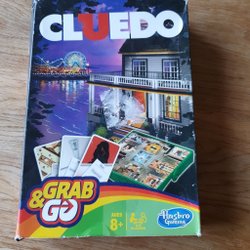 CLUEDO
GRAB
& GO
AGES
8+
Hasbro
Gaming